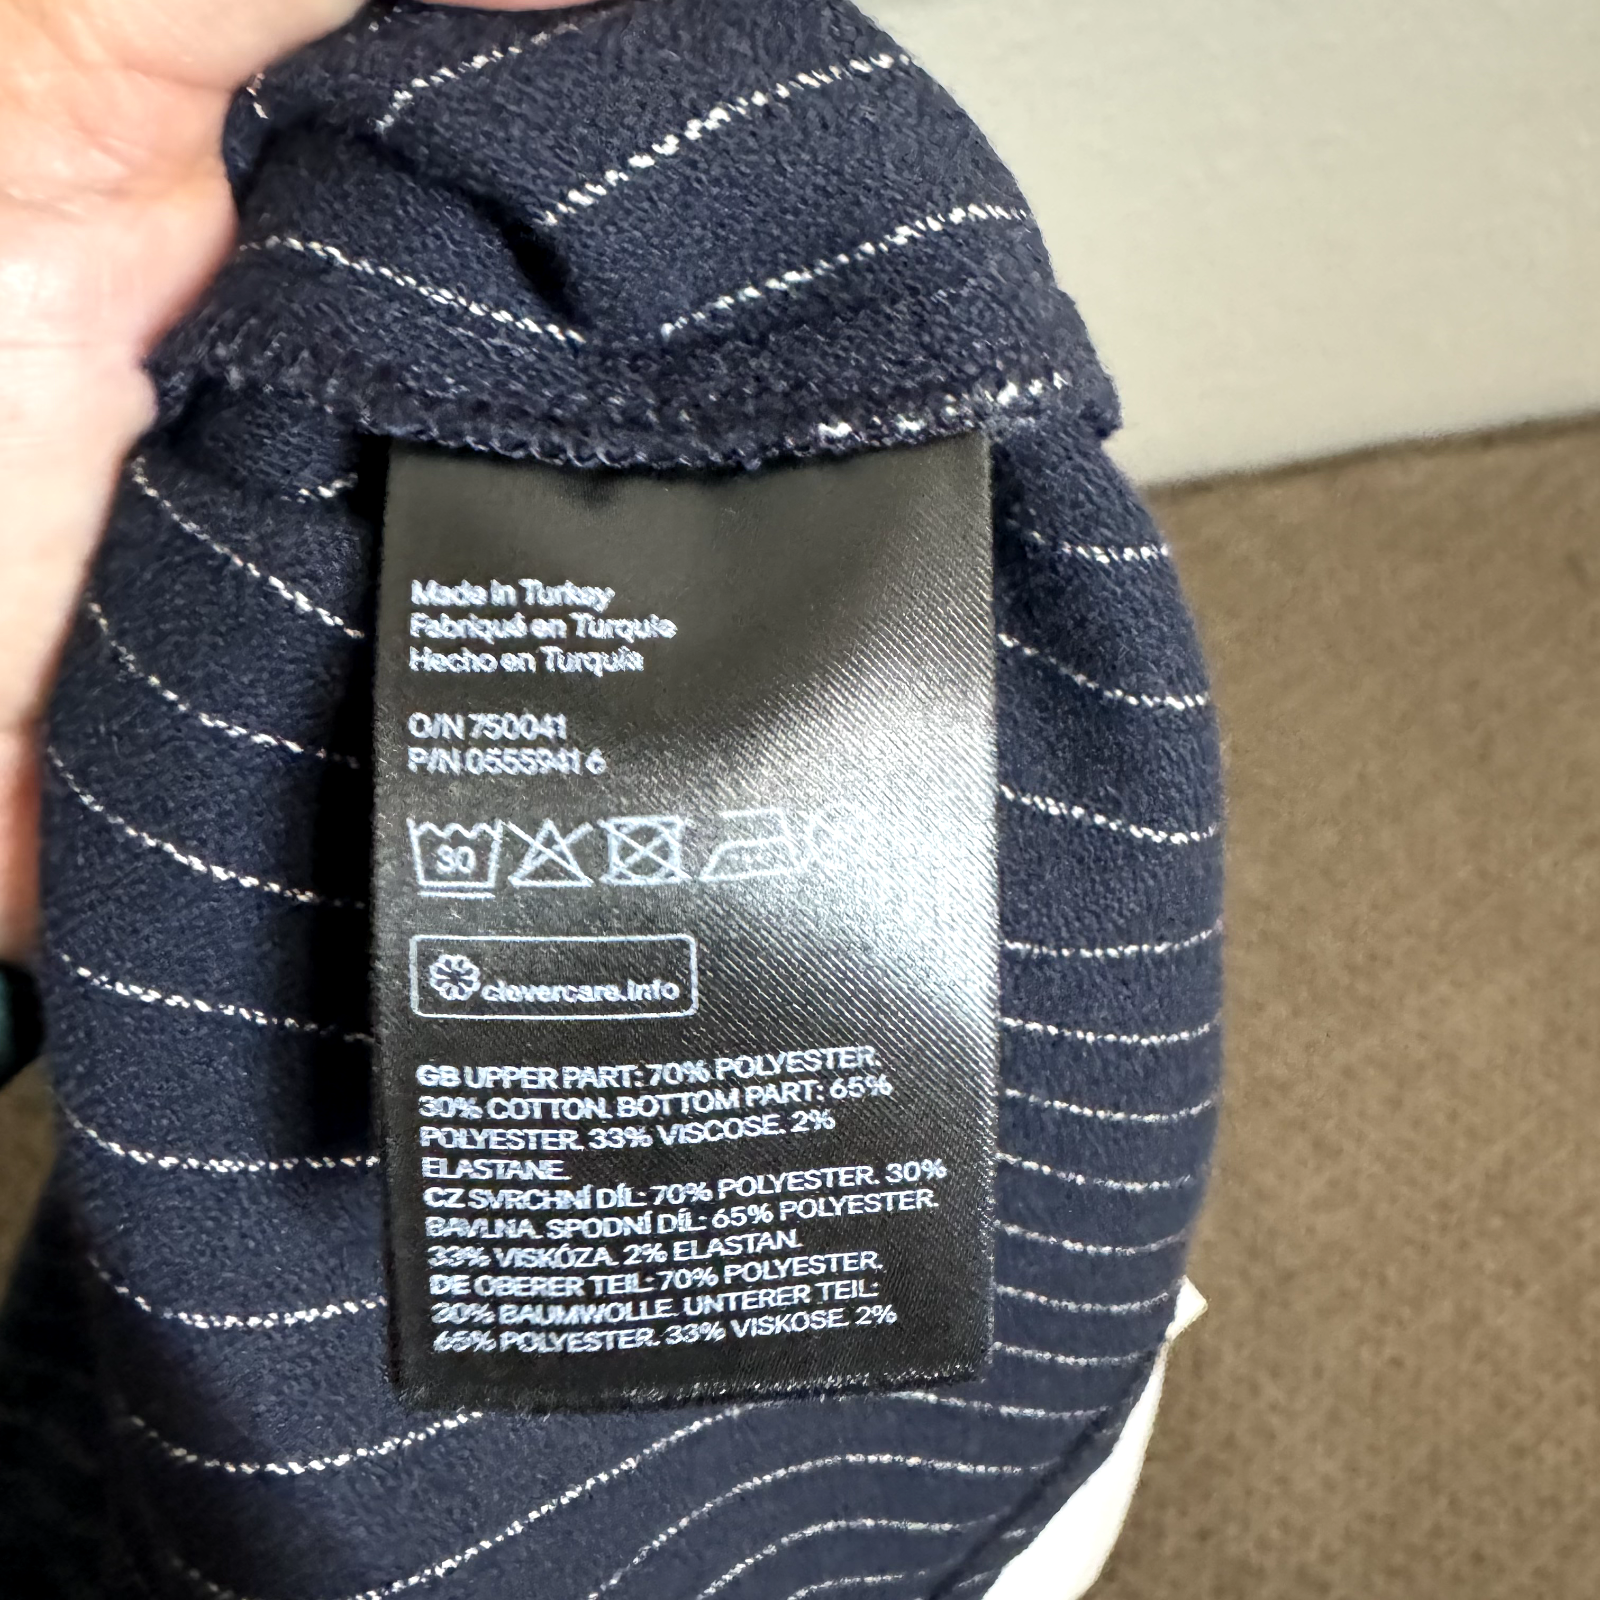 Made in Turkey
Fabriqué en Turquie
Hecho en Turquía
O/N 750041
P/N 0555941 6
30
clevercare.info
GB UPPER PART: 70% POLYESTER.
30% COTTON. BOTTOM PART: 65%
POLYESTER. 33% VISCOSE. 2%
ELASTANE.
CZ SVRCHNÍ DÍL: 70% POLYESTER. 30%
BAVLNA. SPODNÍ DÍL: 65% POLYESTER.
33% VISKÓZA. 2% ELASTAN.
DE OBERER TEIL: 70% POLYESTER.
30% BAUMWOLLE. UNTERER TEIL:
65% POLYESTER. 33% VISKOSE. 2%